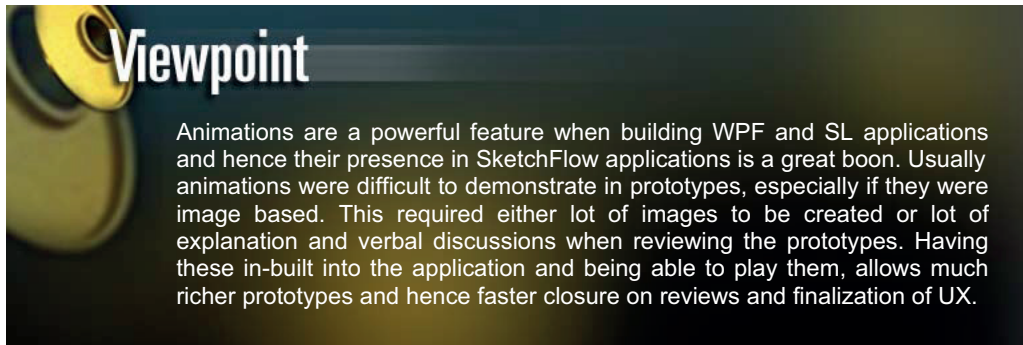 Viewpoint
Animations are a powerful feature when building WPF and SL applications
and hence their presence in SketchFlow applications is a great boon. Usually
animations were difficult to demonstrate in prototypes, especially if they were
image based. This required either lot of images to be created or lot of
explanation and verbal discussions when reviewing the prototypes. Having
these in-built into the application and being able to play them, allows much
richer prototypes and hence faster closure on reviews and finalization of UX.